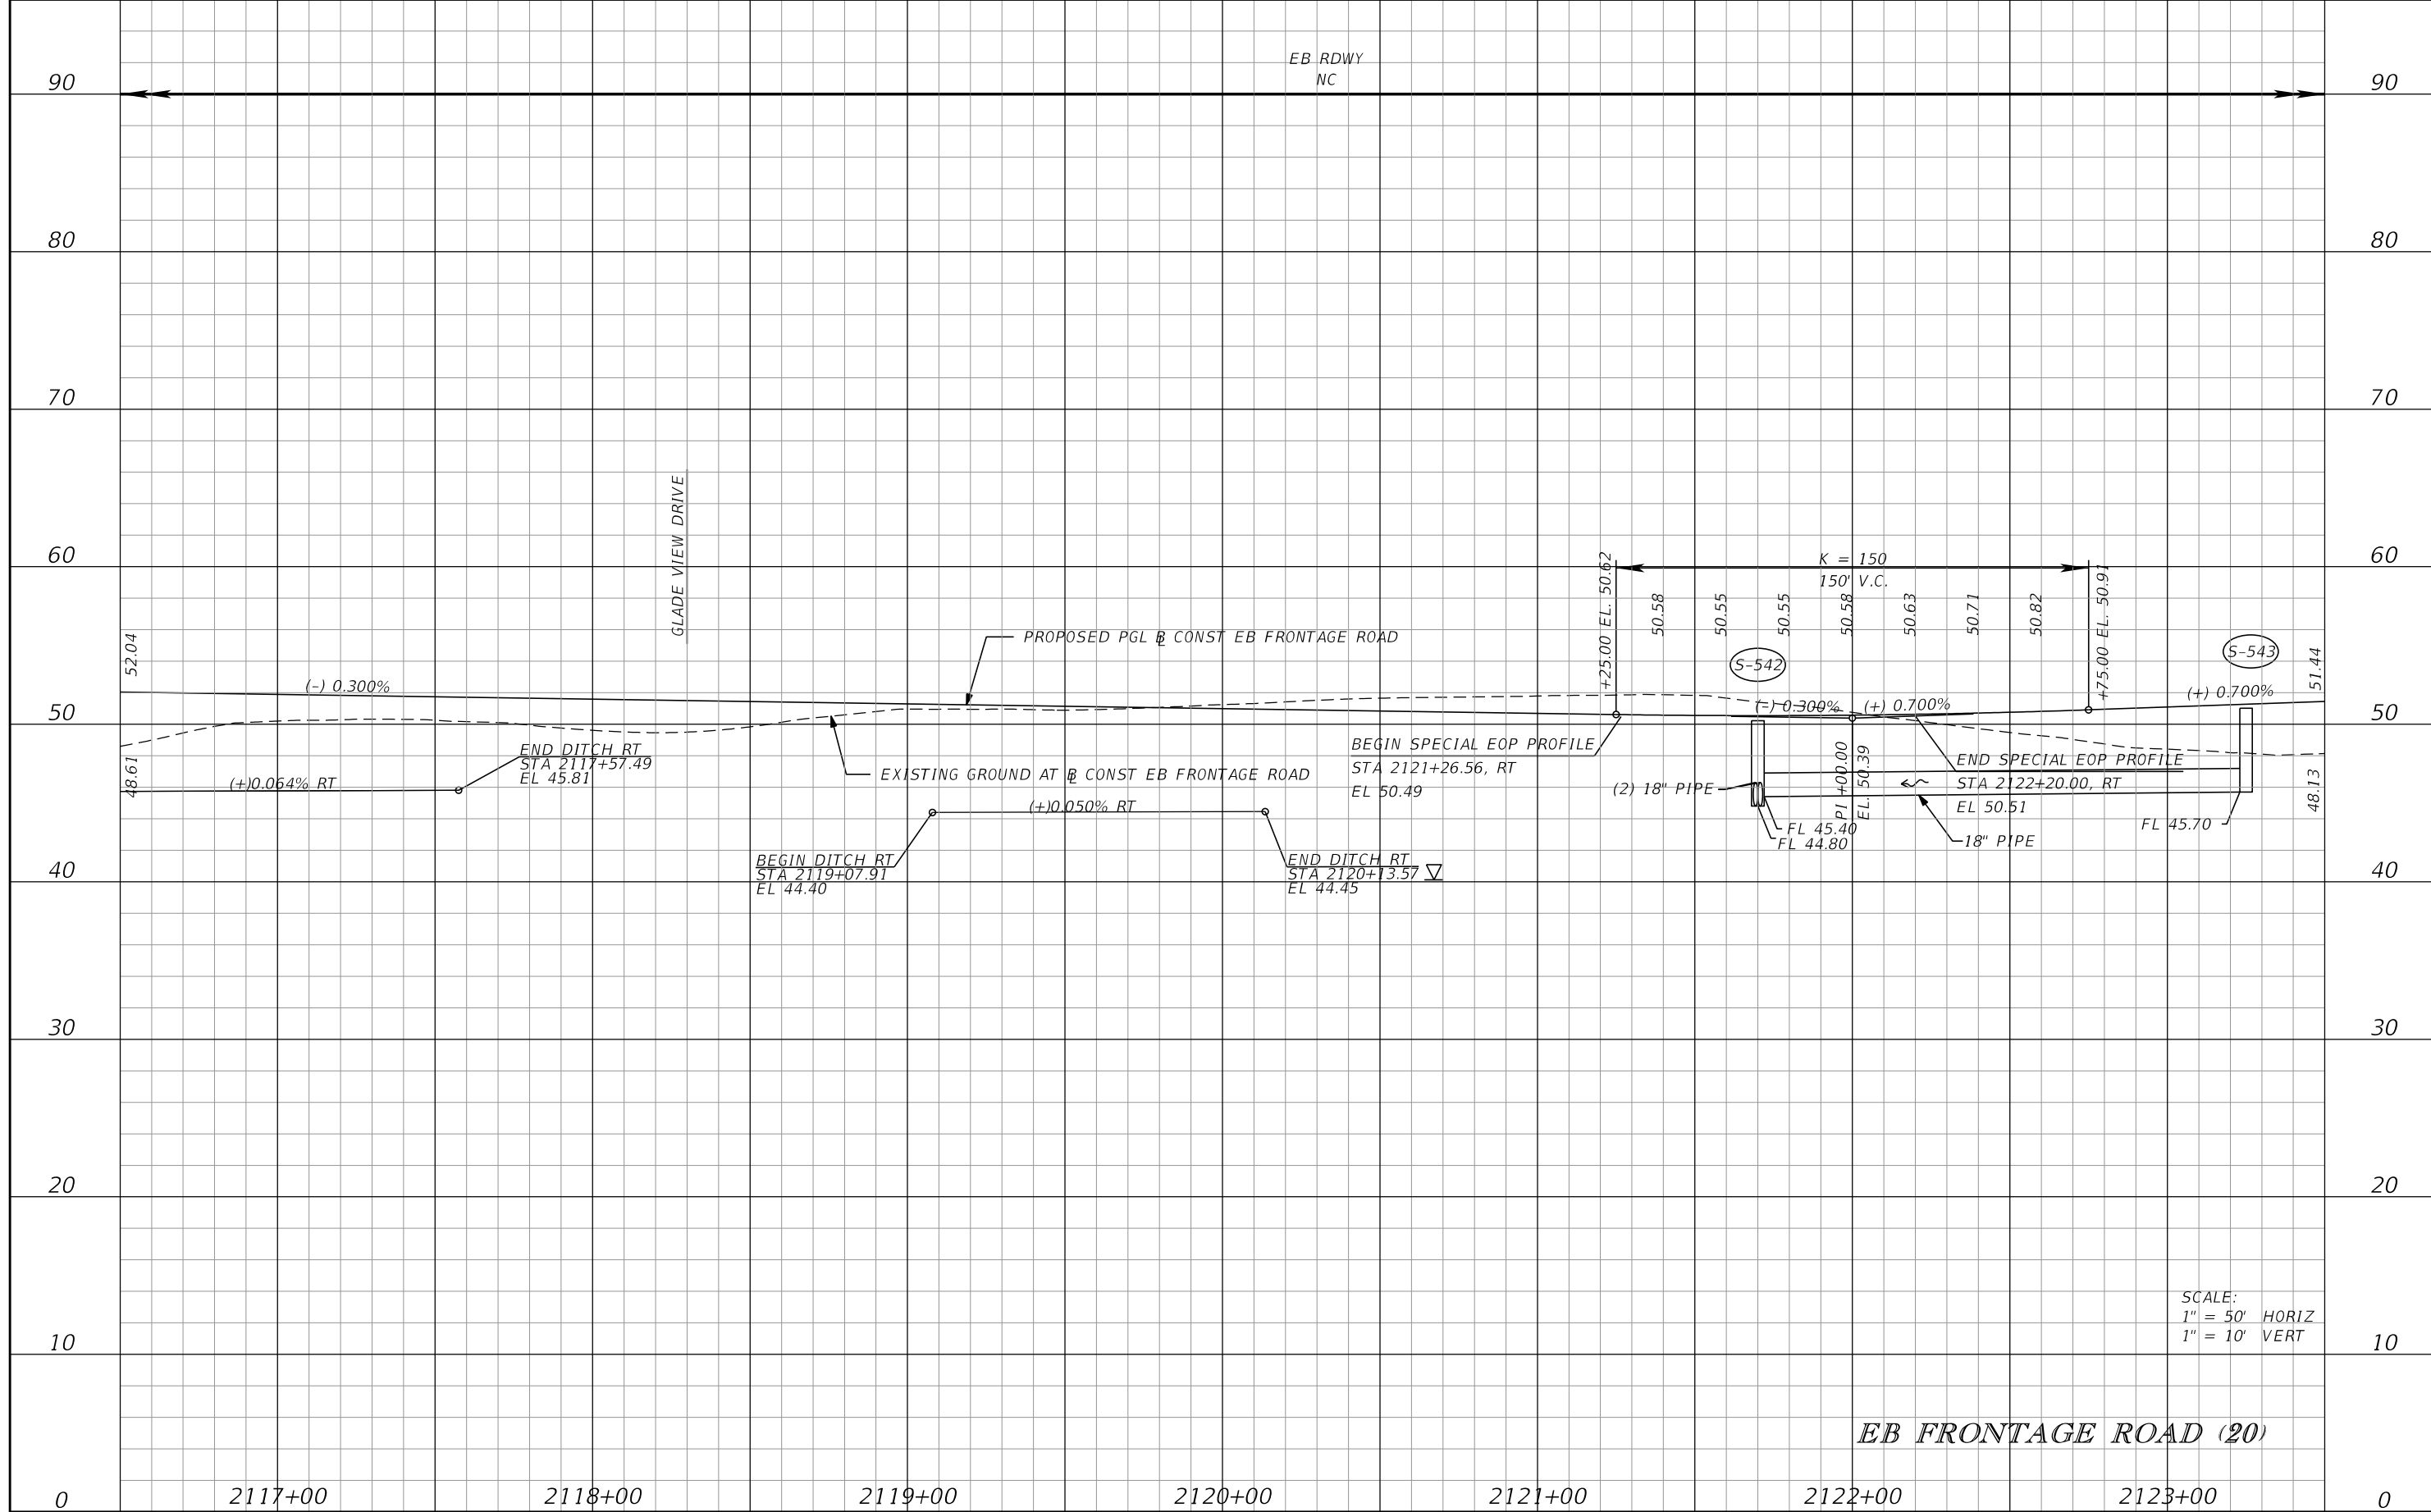 EB RDWY
NC
90
90
80
80
70
70
60
60
50
50
40
40
30
30
20
20
10
10
0
0
52.04
48.61
(-) 0.300%
(+)0.064% RT
END DITCH RT
STA 2117+57.49
EL 45.81
GLADE VIEW DRIVE
PROPOSED PGL ℄ CONST EB FRONTAGE ROAD
EXISTING GROUND AT ℄ CONST EB FRONTAGE ROAD
BEGIN DITCH RT
STA 2119+07.91
EL 44.40
(+)0.050% RT
END DITCH RT
STA 2120+13.57
EL 44.45
BEGIN SPECIAL EOP PROFILE
STA 2121+26.56, RT
EL 50.49
+25.00 EL. 50.62
K = 150
150' V.C.
50.58
50.55
50.55
50.58
50.63
50.71
50.82
+75.00 EL. 50.91
S-542
S-543
(-) 0.300%
(+) 0.700%
(+) 0.700%
PI +00.00
EL. 50.39
(2) 18" PIPE
FL 45.40
FL 44.80
END SPECIAL EOP PROFILE
STA 2122+20.00, RT
EL 50.51
18" PIPE
FL 45.70
51.44
48.13
SCALE:
1" = 50' HORIZ
1" = 10' VERT
EB FRONTAGE ROAD
2117+00
2118+00
2119+00
2120+00
2121+00
2122+00
2123+00